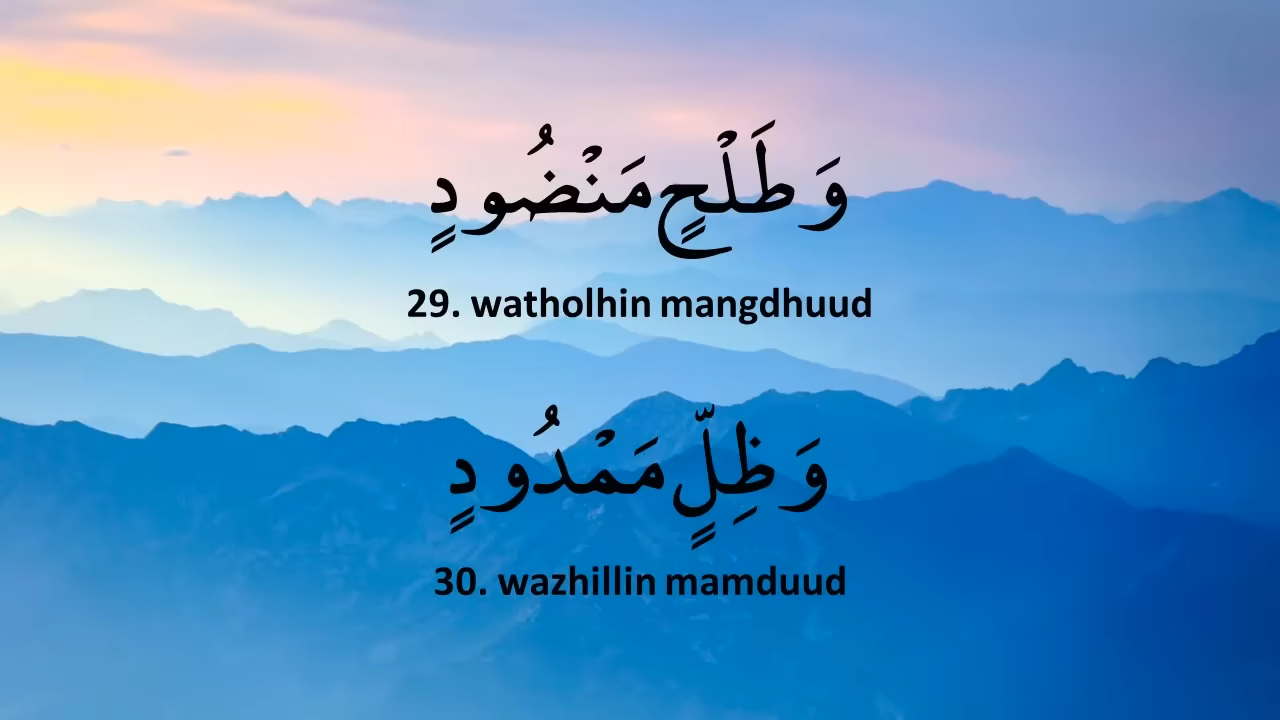 وَطَلْحٍ مَنْضُودٍ
29. watholhin mangdhuud
وَظِلٍّ مَمْدُودٍ
30. wazhillin mamduud